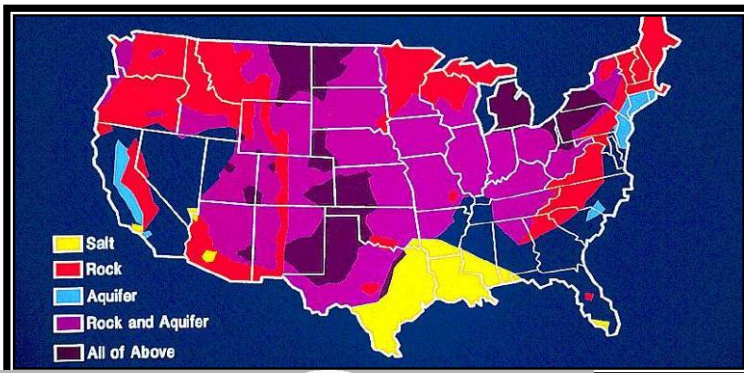 Salt
Rock
Aquifer
Rock and Aquifer
All of Above